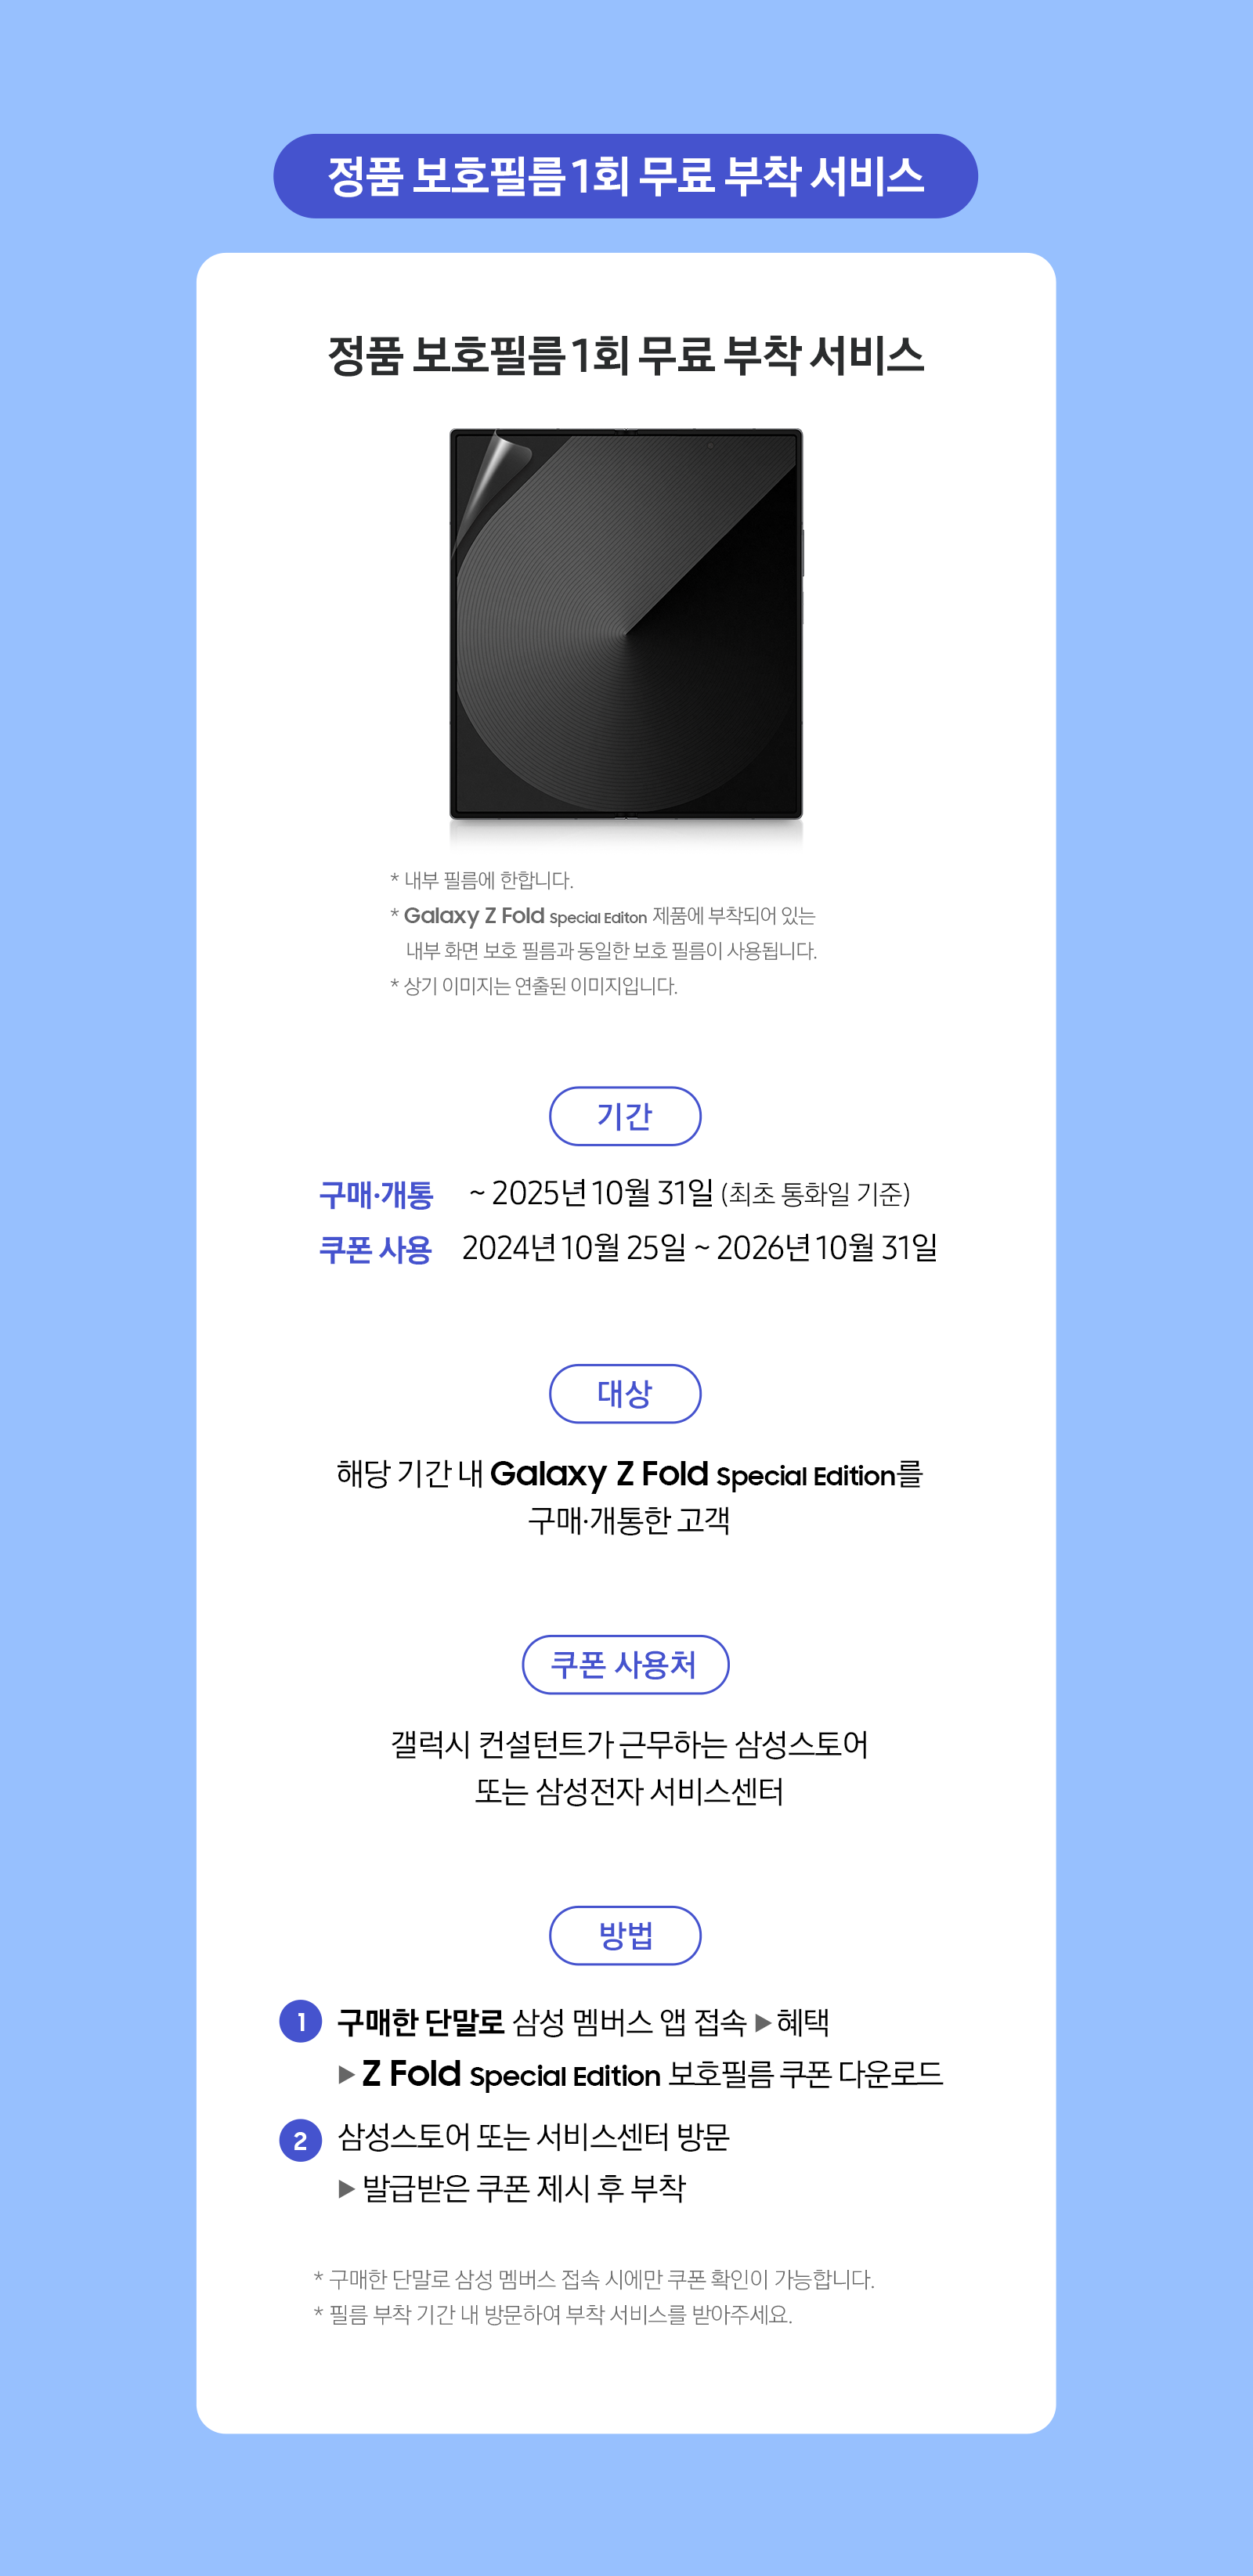 정품 보호필름 1회 무료 부착 서비스
정품 보호필름 1회 무료 부착 서비스
* 내부 필름에 한합니다.
* Galaxy Z Fold Special Editon 제품에 부착되어 있는
내부 화면 보호 필름과 동일한 보호 필름이 사용됩니다.
* 상기 이미지는 연출된 이미지입니다.
기간
구매·개통 ~ 2025년 10월 31일 (최초 통화일 기준)
쿠폰 사용 2024년 10월 25일 ~ 2026년 10월 31일
대상
해당 기간 내 Galaxy Z Fold Special Edition를
구매·개통한 고객
쿠폰 사용처
갤럭시 컨설턴트가 근무하는 삼성스토어
또는 삼성전자 서비스센터
방법
1 구매한 단말로 삼성 멤버스 앱 접속 ▶ 혜택
▶ Z Fold Special Edition 보호필름 쿠폰 다운로드
2 삼성스토어 또는 서비스센터 방문
▶ 발급받은 쿠폰 제시 후 부착
* 구매한 단말로 삼성 멤버스 접속 시에만 쿠폰 확인이 가능합니다.
* 필름 부착 기간 내 방문하여 부착 서비스를 받아주세요.